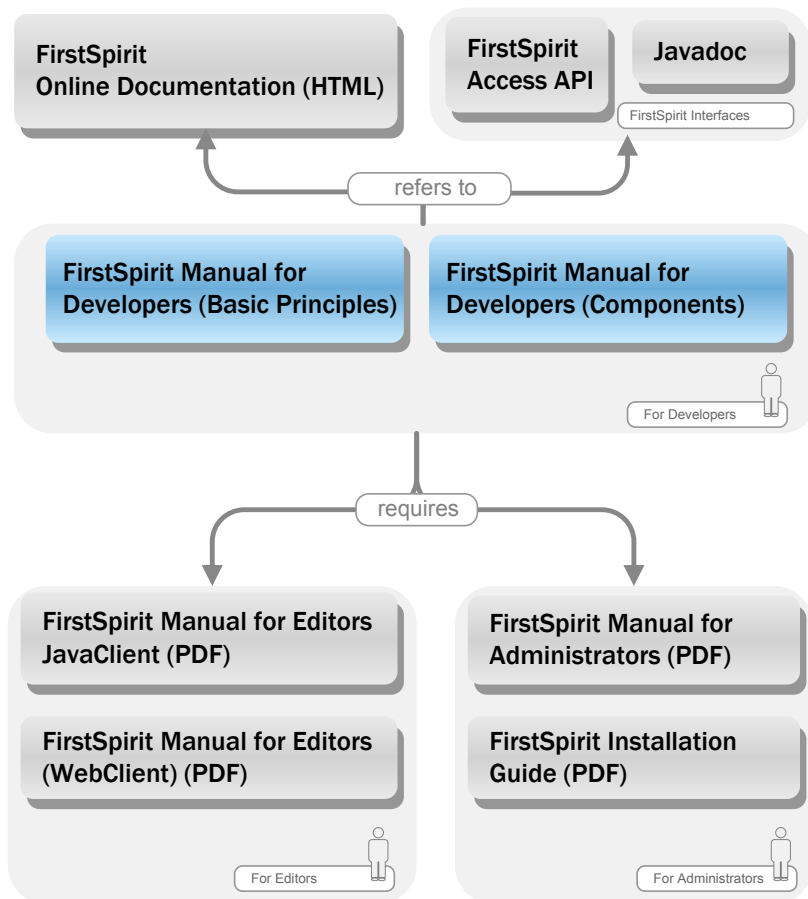 FirstSpirit
Online Documentation (HTML)
FirstSpirit
Access API
Javadoc
FirstSpirit Interfaces
refers to
FirstSpirit Manual for
Developers (Basic Principles)
FirstSpirit Manual for
Developers (Components)
For Developers
requires
FirstSpirit Manual for Editors
JavaClient (PDF)
FirstSpirit Manual for Editors
(WebClient) (PDF)
For Editors
FirstSpirit Manual for
Administrators (PDF)
FirstSpirit Installation
Guide (PDF)
For Administrators